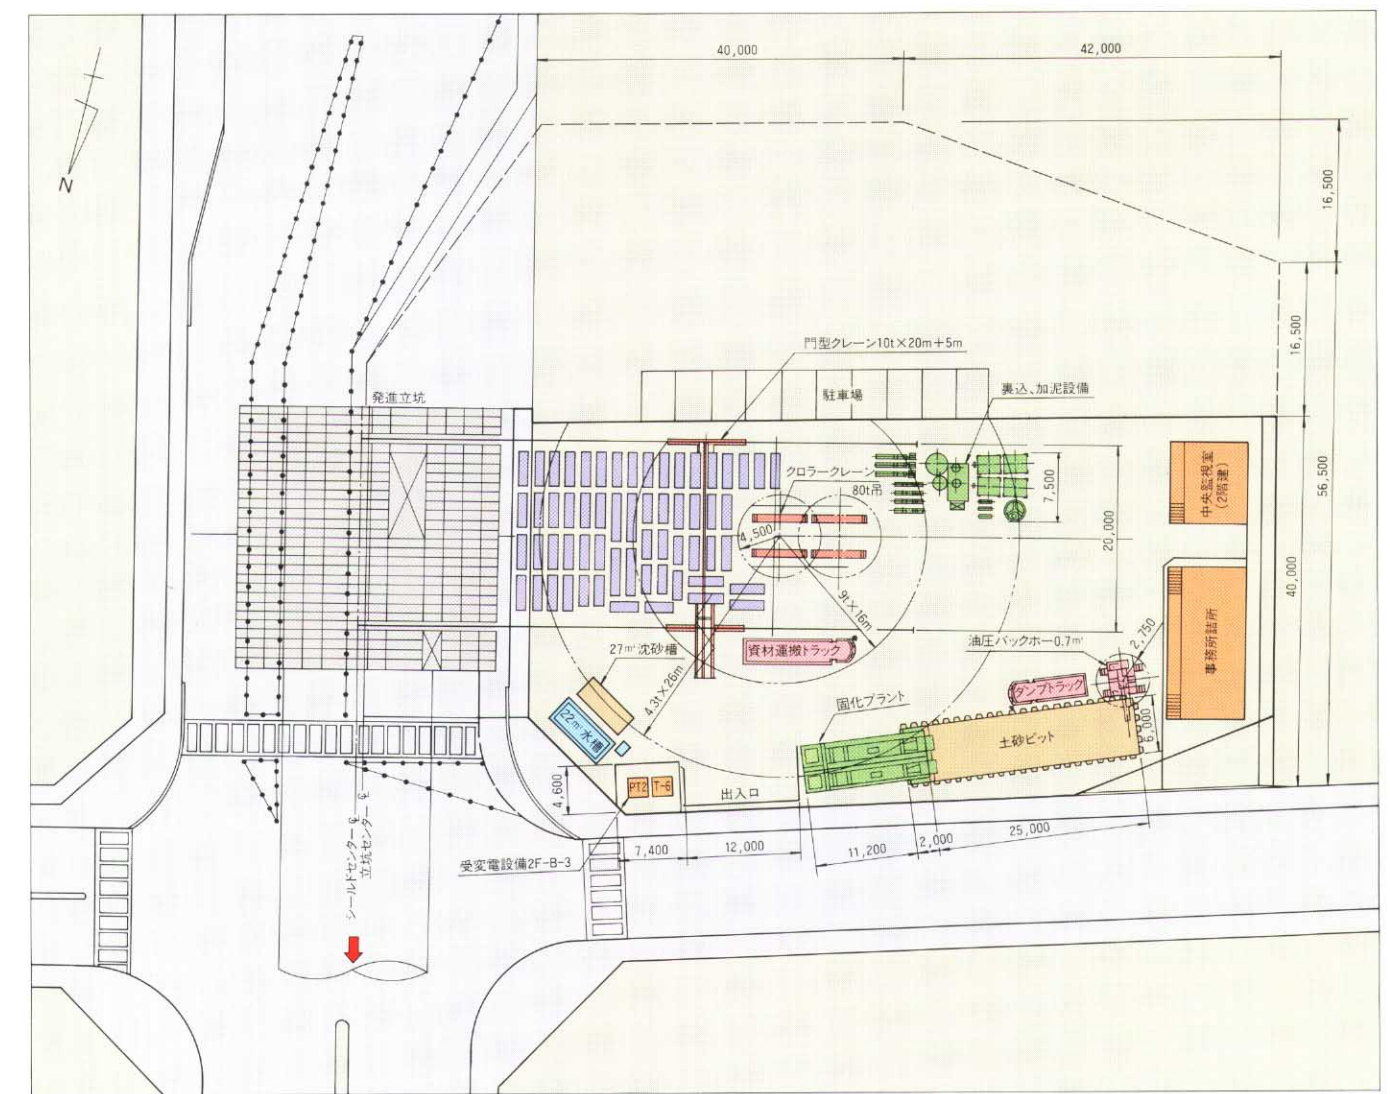 40,000
42,000
16,500
N
16,500
門型クレーン10t×20m+5m
発進立坑
駐車場
裏込、加泥設備
クローラクレーン
80t吊
7,500
中央監視室
(2階建)
56,500
4,500
20,000
40,000
9t×16m
27㎥沈砂槽
資材運搬トラック
油圧バックホー0.7㎥
2,750
事務所詰所
4.3t×26m
固化プラント
ダンプトラック
22㎥水槽
土砂ピット
6,000
4,600
PT2
T-6
出入口
シールドセンター℄
立坑センター℄
受変電設備2F-B-3
7,400
12,000
11,200
2,000
25,000